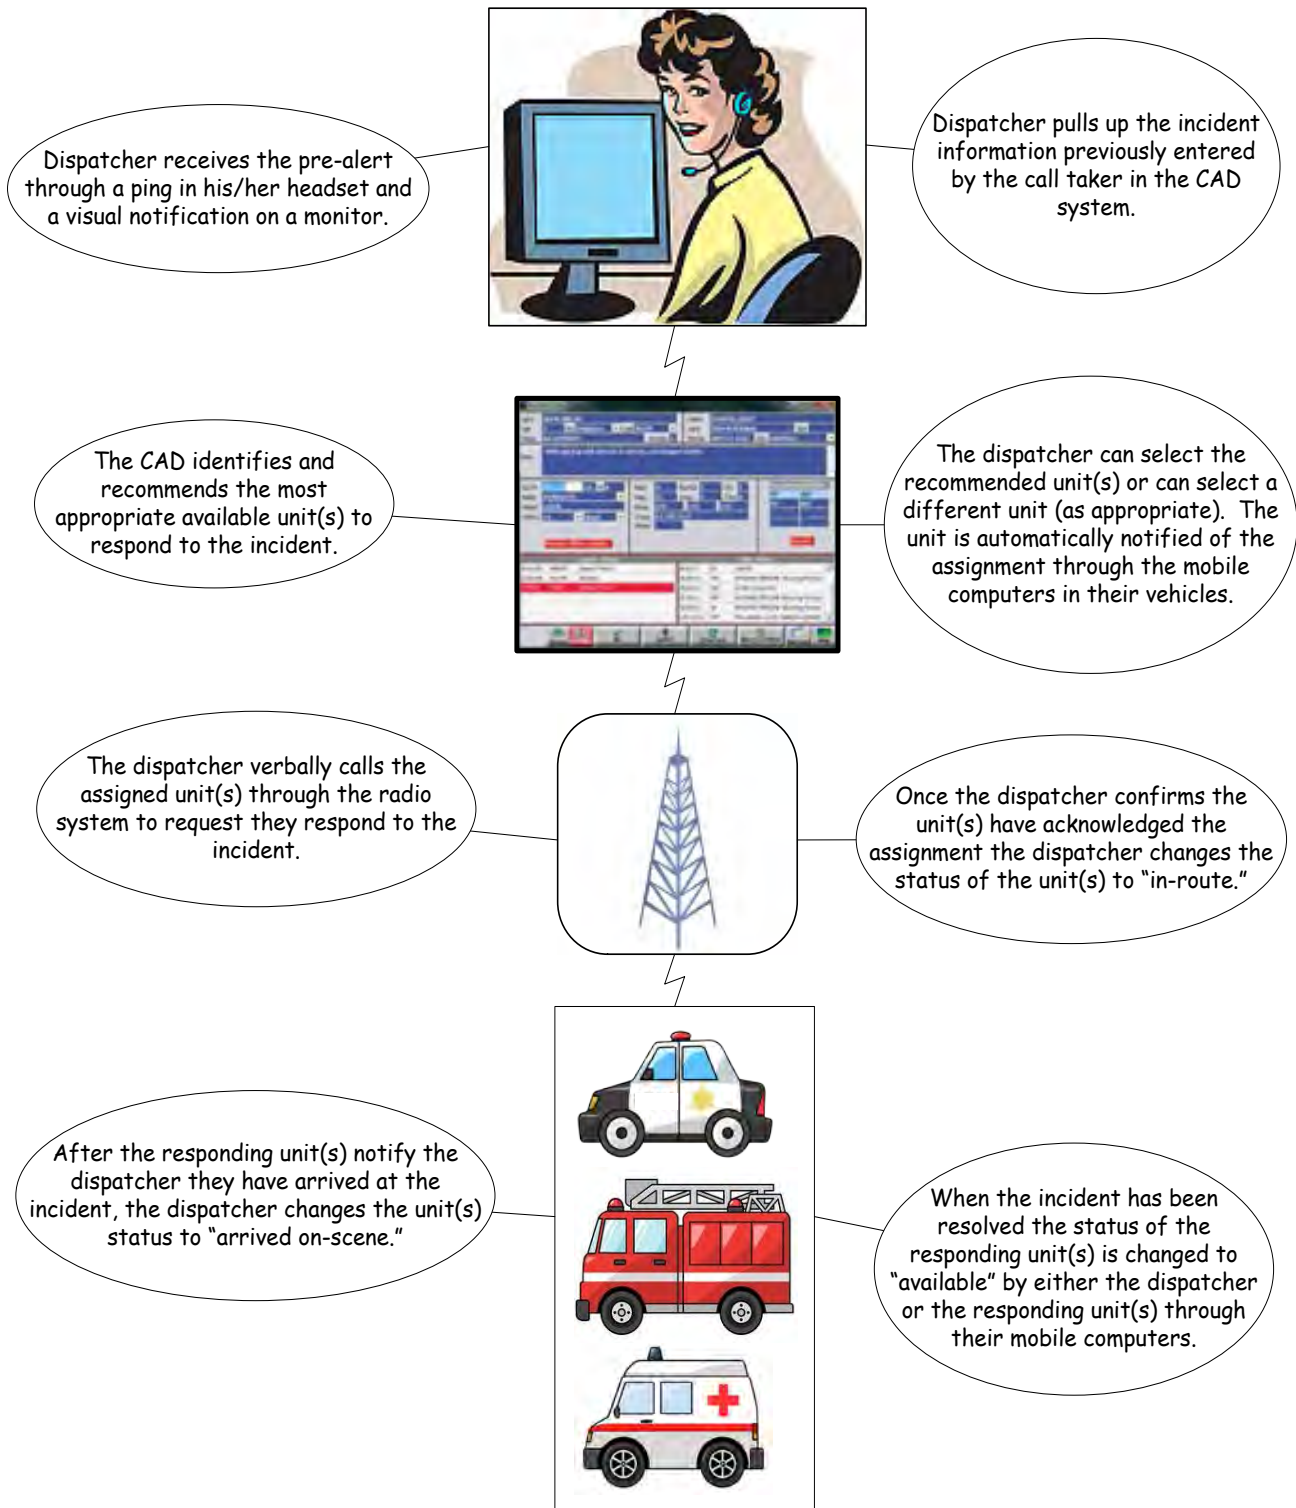 Dispatcher receives the pre-alert
through a ping in his/her headset and
a visual notification on a monitor.
Dispatcher pulls up the incident
information previously entered
by the call taker in the CAD
system.
The CAD identifies and
recommends the most
appropriate available unit(s) to
respond to the incident.
The dispatcher can select the
recommended unit(s) or can select a
different unit (as appropriate).  The
unit is automatically notified of the
assignment through the mobile
computers in their vehicles.
The dispatcher verbally calls the
assigned unit(s) through the radio
system to request they respond to the
incident.
Once the dispatcher confirms the
unit(s) have acknowledged the
assignment the dispatcher changes the
status of the unit(s) to “in-route.”
After the responding unit(s) notify the
dispatcher they have arrived at the
incident, the dispatcher changes the unit(s)
status to “arrived on-scene.”
When the incident has been
resolved the status of the
responding unit(s) is changed to
“available” by either the dispatcher
or the responding unit(s) through
their mobile computers.